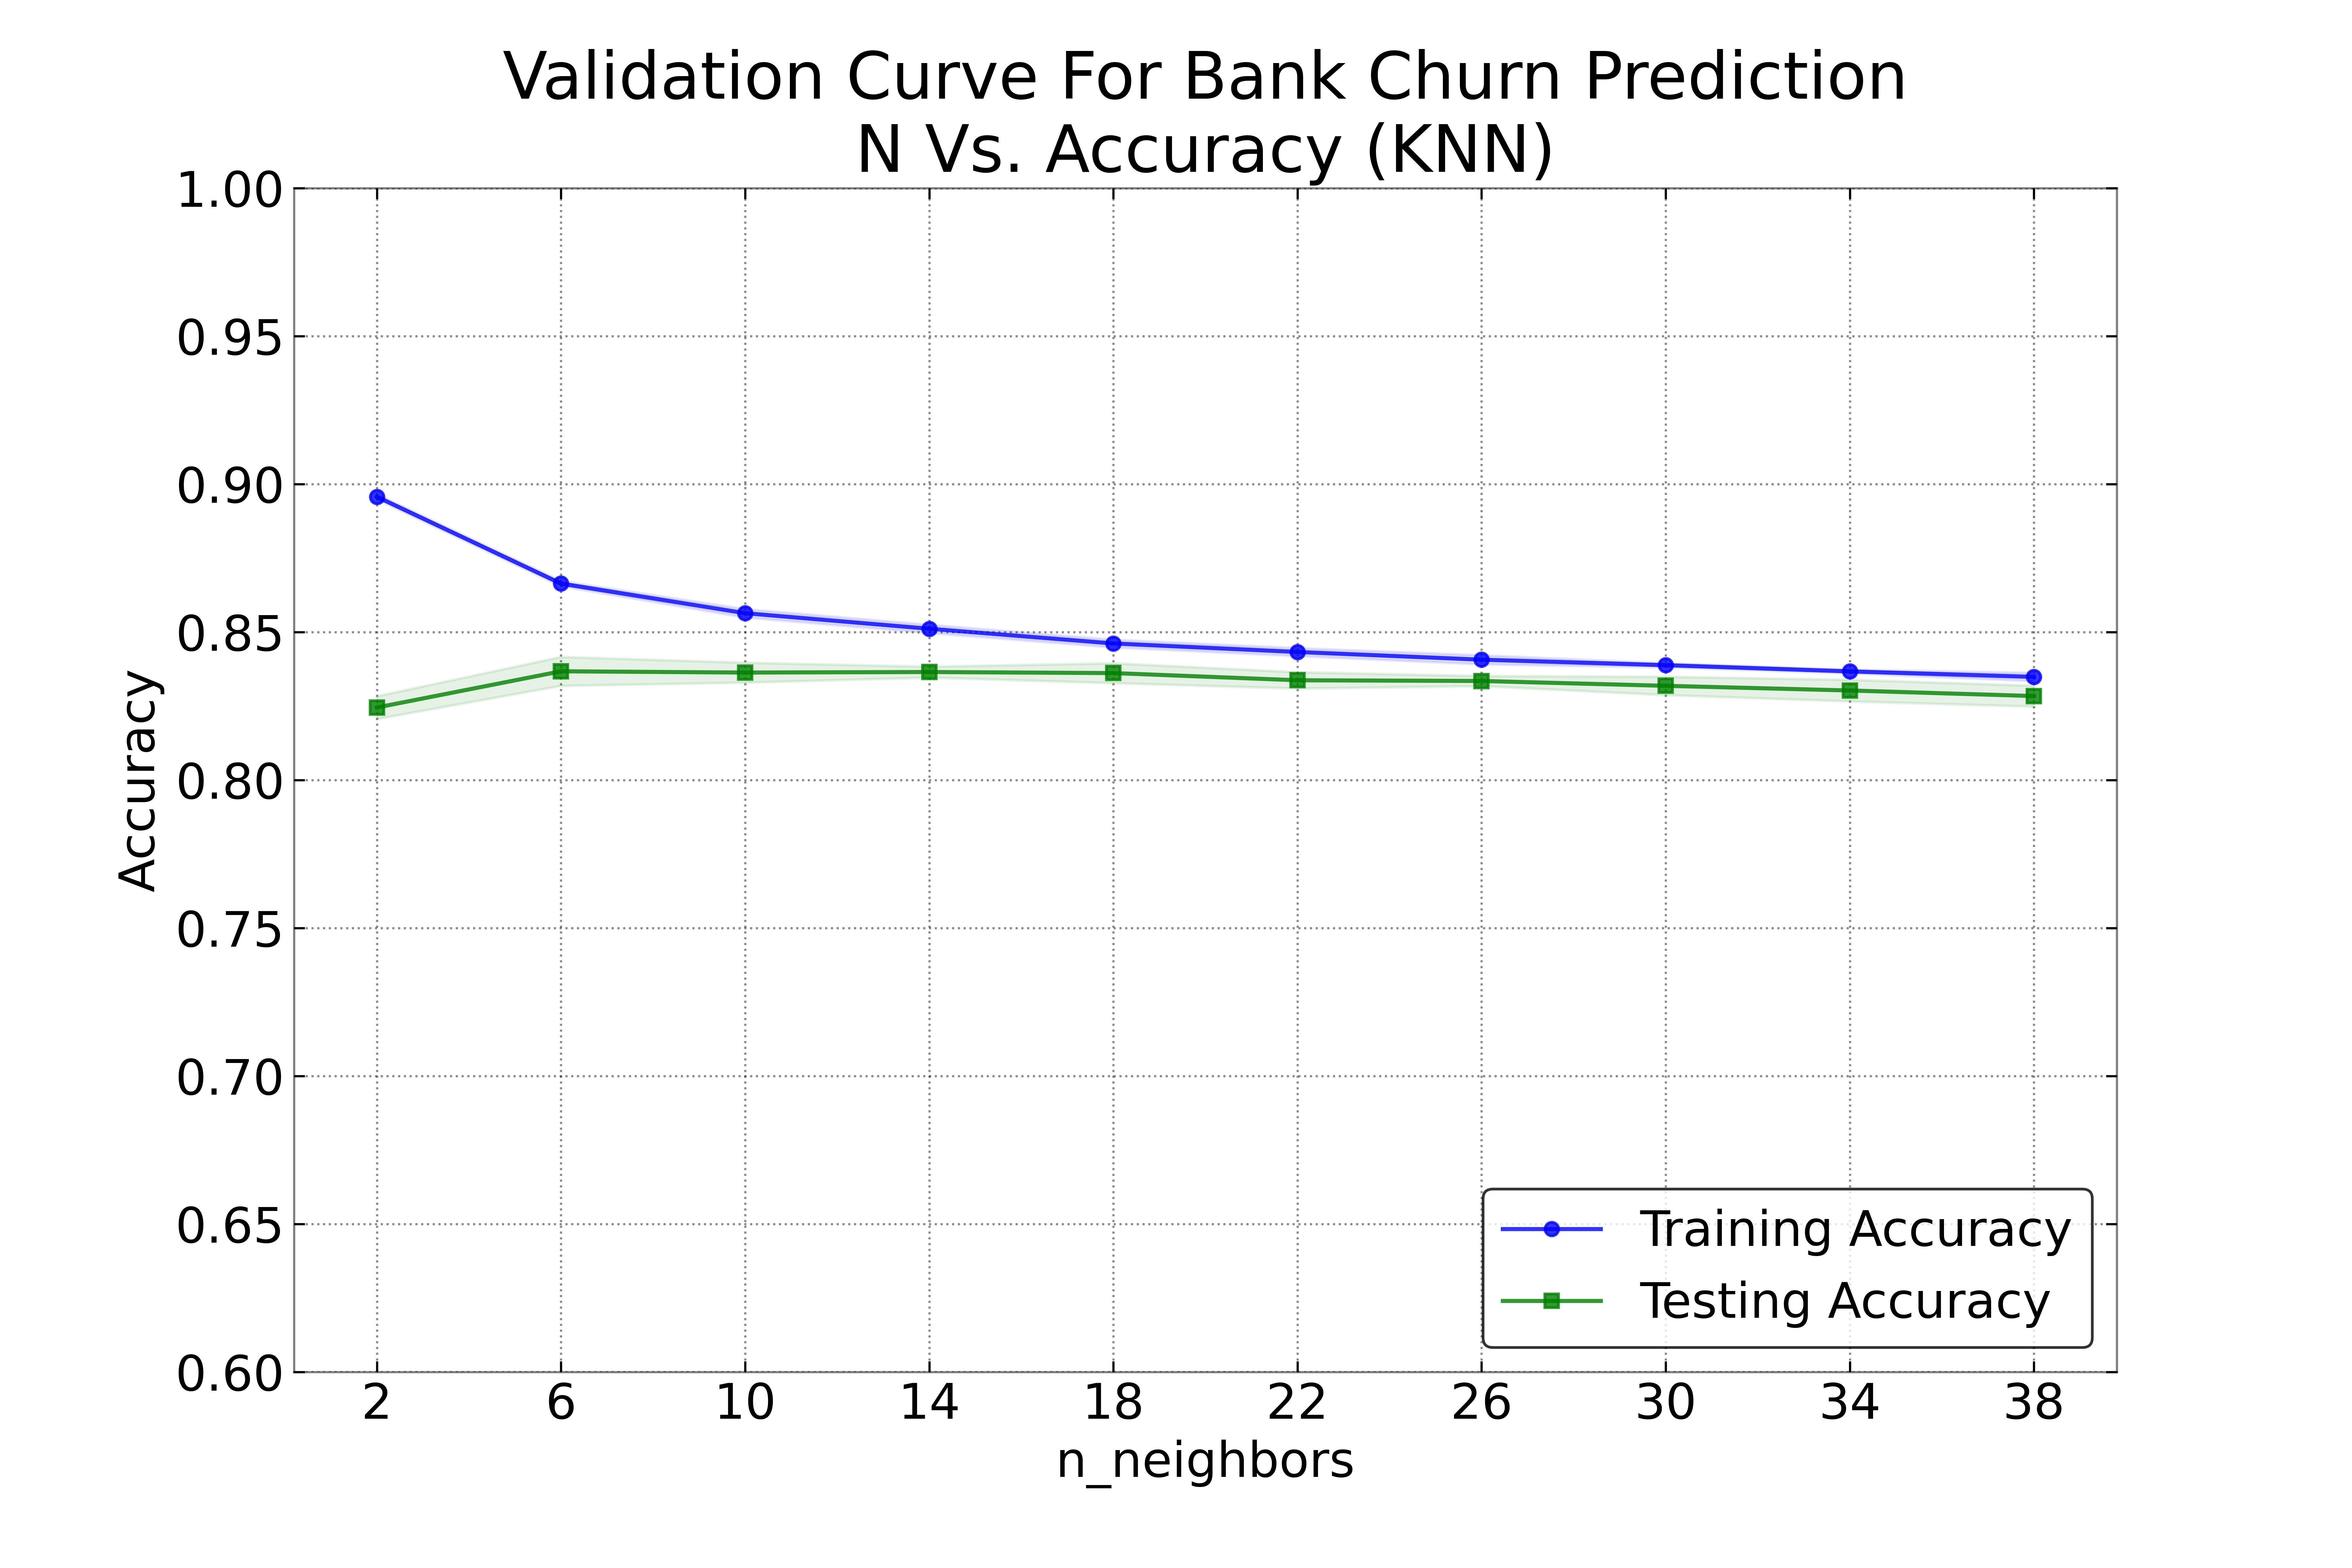 Validation Curve For Bank Churn Prediction
N Vs. Accuracy (KNN)
1.00
0.95
0.90
0.85
0.80
0.75
0.70
0.65
0.60
Accuracy
Training Accuracy
Testing Accuracy
2 6 10 14 18 22 26 30 34 38
n_neighbors